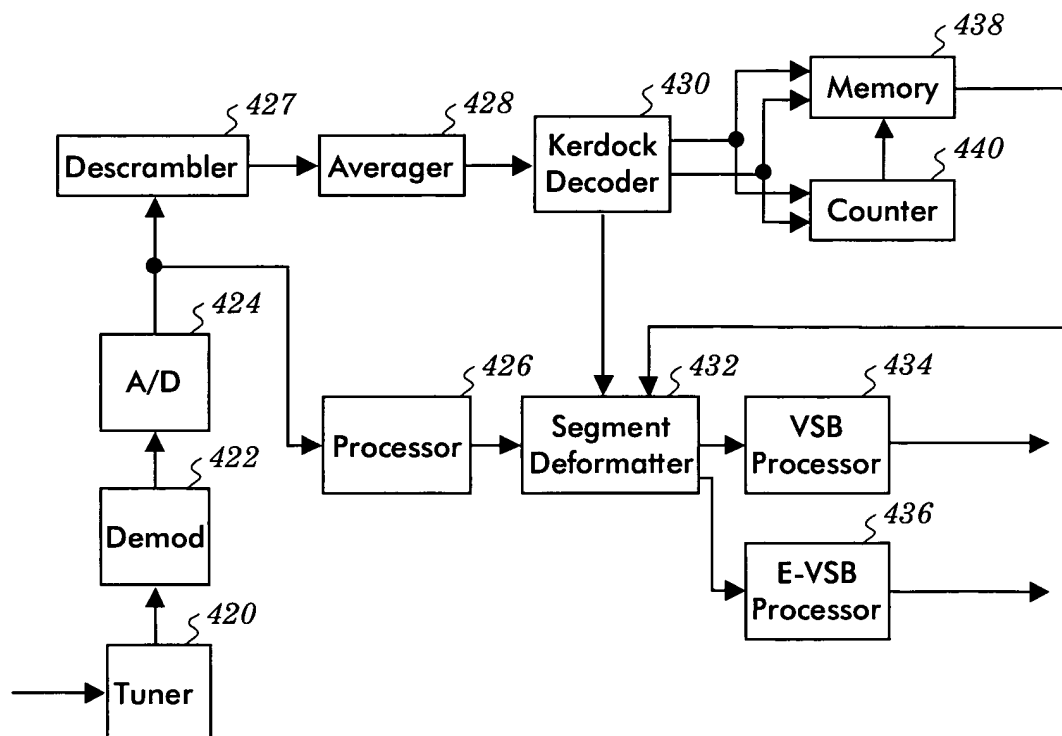 438
Memory
427
428
430
Descrambler
Averager
Kerdock
Decoder
440
Counter
424
A/D
426
Processor
432
Segment
Deformatter
434
VSB
Processor
422
Demod
436
E-VSB
Processor
420
Tuner